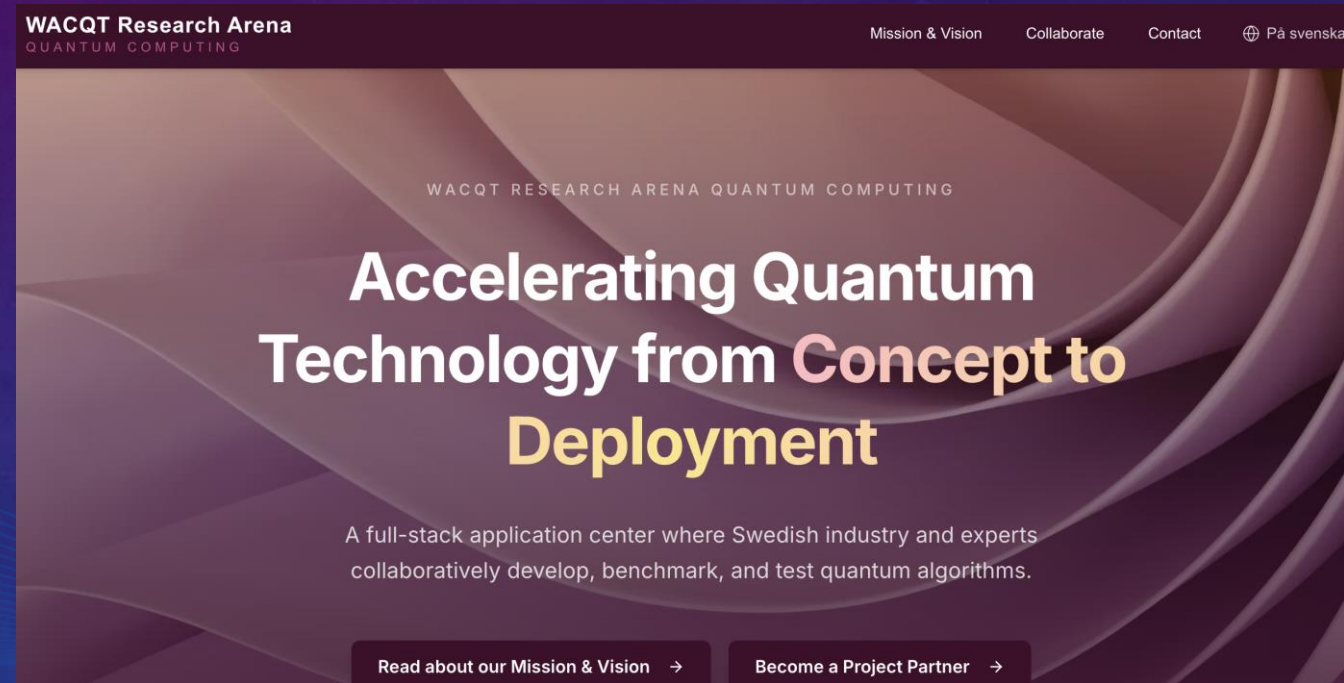 WACQT Research Arena
QUANTUM COMPUTING
Mission & Vision
Collaborate
Contact
På svenska
WACQT RESEARCH ARENA QUANTUM COMPUTING
Accelerating Quantum
Technology from Concept to
Deployment
A full-stack application center where Swedish industry and experts
collaboratively develop, benchmark, and test quantum algorithms.
Read about our Mission & Vision →
Become a Project Partner →